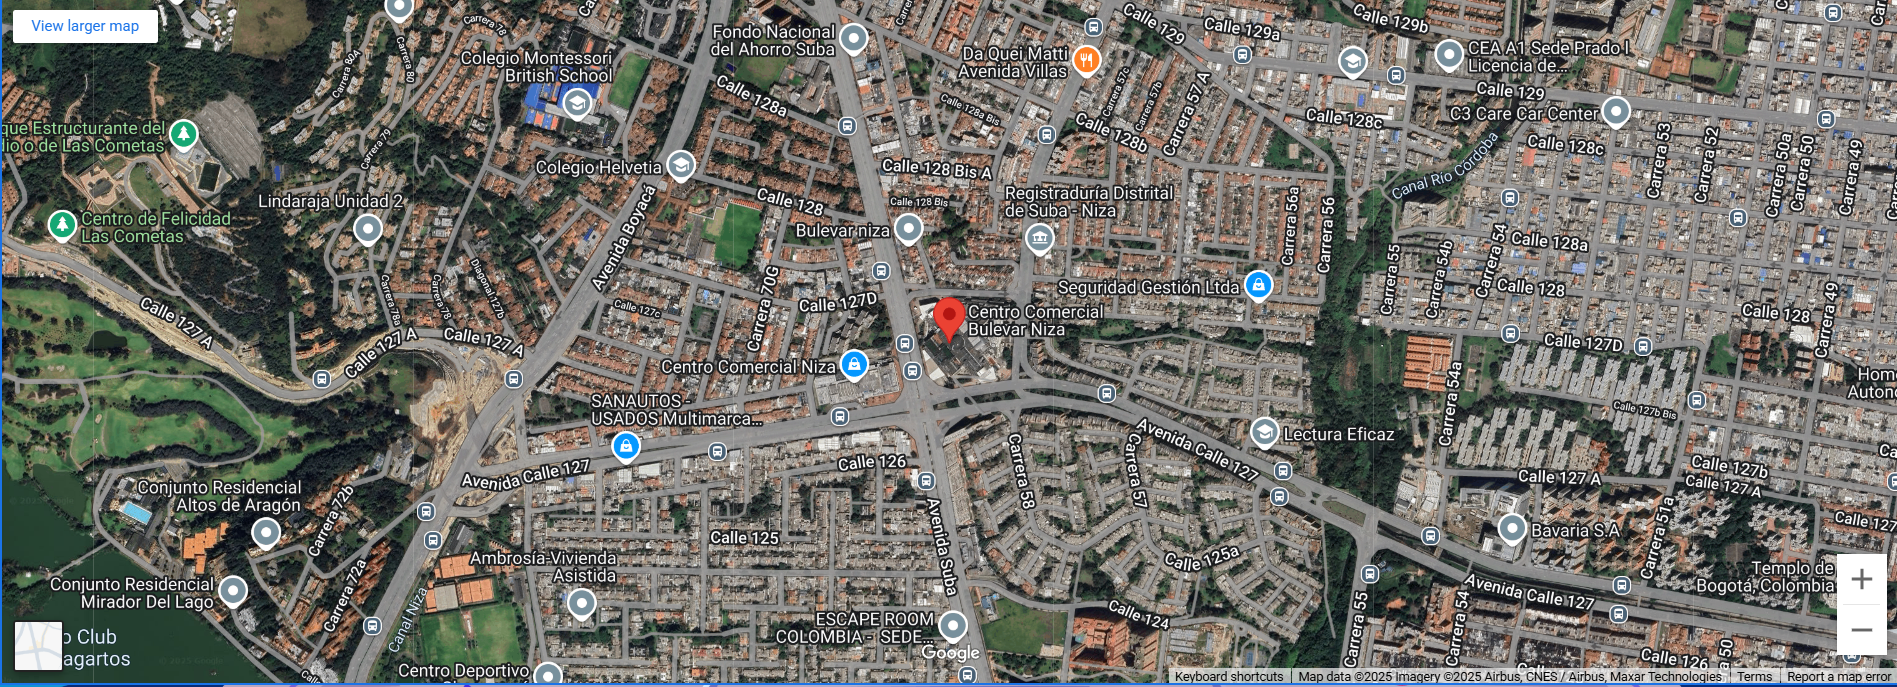 View larger map
Carrera 80A
Carrera 80
Carrera 78
Carrera 79
Colegio Montessori
British School
Fondo Nacional
del Ahorro Suba
Calle 128a
Da Quei Matti
Avenida Villas
Calle 129
Calle 129a
Calle 129b
CEA A1 Sede Prado |
Licencia de...
Calle 129
C3 Care Car Center
Carrera 57c
Carrera 57b
Carrera 57 A
Calle 128a Bis
Calle 128b
Calle 128c
Canal Río Córdoba
Calle 128c
Carrera 53
Carrera 52
Carrera 50a
Carrera 50
Carrera 49
que Estructurante del
dio o de Las Cometas
Colegio Helvetia
Calle 128 Bis A
Lindaraja Unidad 2
Centro de Felicidad
Las Cometas
Avenida Boyacá
Calle 128
Calle 128 Bis
Bulevar niza
Registraduría Distrital
de Suba - Niza
Carrera 56a
Carrera 56
Carrera 55
Carrera 54b
Carrera 54
Calle 128a
Calle 128
Calle 128
Carrera 49
Diagonal 127b
Carrera 78
Carrera 78a
Carrera 70G
Calle 127c
Calle 127D
Seguridad Gestión Ltda
Centro Comercial
Bulevar Niza
Calle 127A
Calle 127 A
Calle 127 A
Calle 127D
Centro Comercial Niza
Carrera 54a
Hom
Auton
SANAUTOS -
USADOS Multimarca...
Calle 127b Bis
Lectura Eficaz
Avenida Calle 127
Calle 126
Avenida Calle 127
Carrera 58
Carrera 57
Calle 127 A
Calle 127b
Calle 127 A
Conjunto Residencial
Altos de Aragón
Carrera 72b
Avenida Suba
Calle 125
Calle 125a
Bavaria S.A
Carrera 51a
Calle 127
Ambrosía-Vivienda
Asistida
Carrera 72a
Conjunto Residencial
Mirador Del Lago
Canal Niza
Templo de
Bogotá, Colombia
Avenida Calle 127
Calle 124
Carrera 55
Carrera 54
ESCAPE ROOM
COLOMBIA - SEDE...
o Club
agartos
Centro Deportivo
Google
Calle 126
Keyboard shortcuts
Map data ©2025 Imagery ©2025 Airbus, CNES / Airbus, Maxar Technologies
Terms
Report a map error